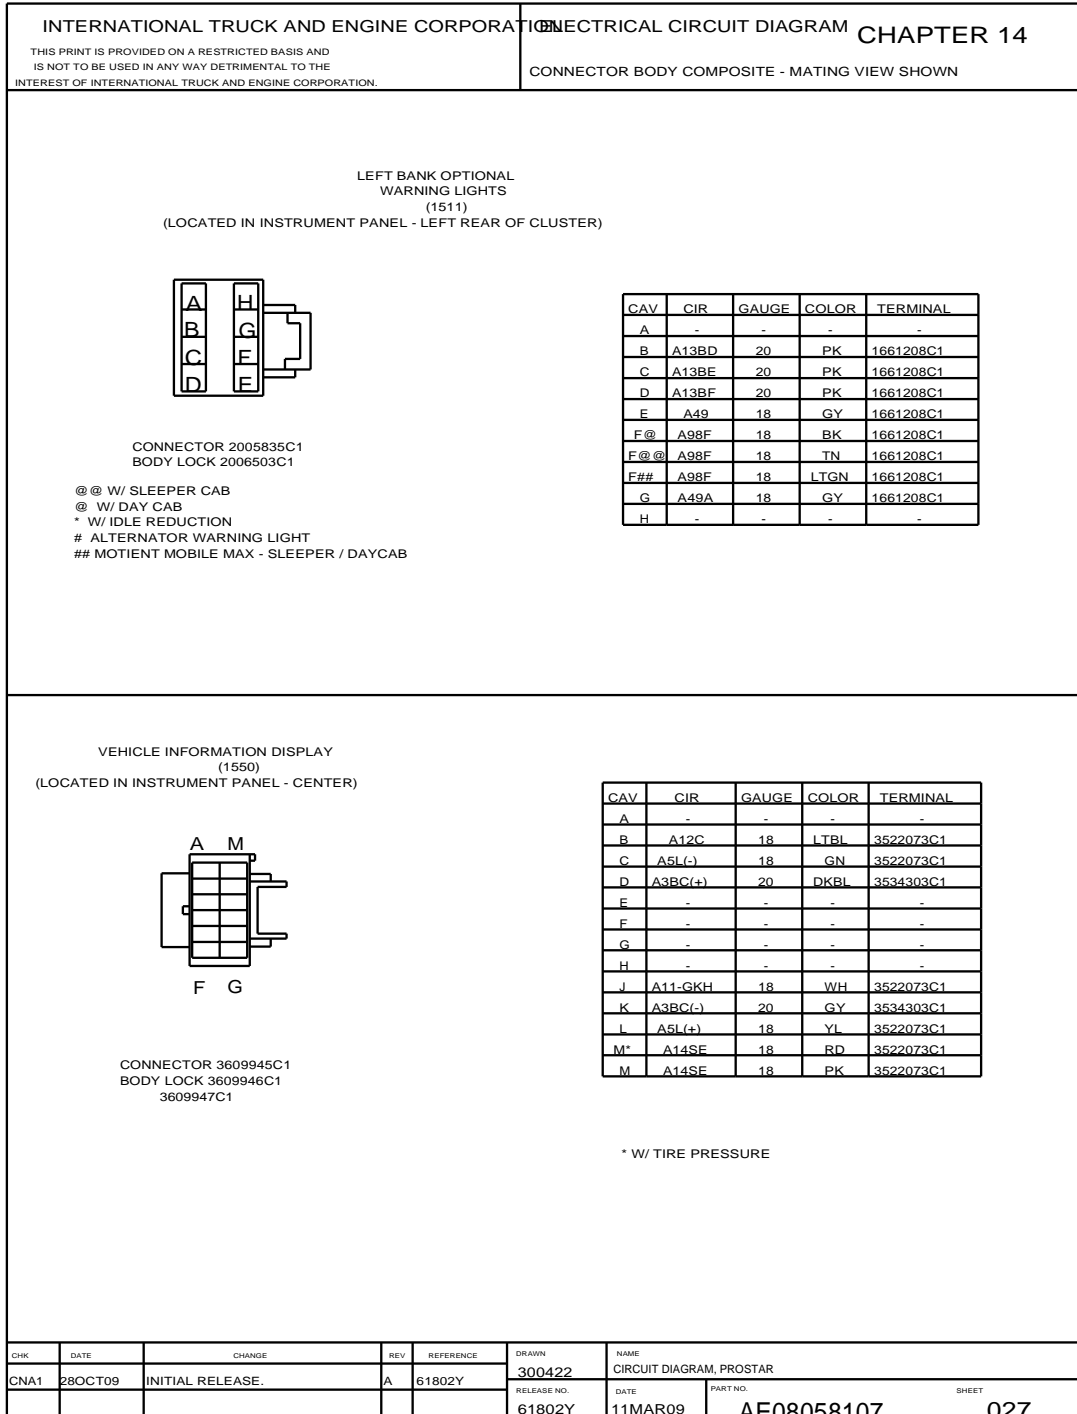 INTERNATIONAL TRUCK AND ENGINE CORPORATION
THIS PRINT IS PROVIDED ON A RESTRICTED BASIS AND
IS NOT TO BE USED IN ANY WAY DETRIMENTAL TO THE
INTEREST OF INTERNATIONAL TRUCK AND ENGINE CORPORATION.
ELECTRICAL CIRCUIT DIAGRAM CHAPTER 14
CONNECTOR BODY COMPOSITE - MATING VIEW SHOWN
LEFT BANK OPTIONAL
WARNING LIGHTS
(1511)
(LOCATED IN INSTRUMENT PANEL - LEFT REAR OF CLUSTER)
A H
B G
C F
D E
CONNECTOR 2005835C1
BODY LOCK 2006503C1
@@ W/ SLEEPER CAB
@ W/ DAY CAB
* W/ IDLE REDUCTION
# ALTERNATOR WARNING LIGHT
## MOTIENT MOBILE MAX - SLEEPER / DAYCAB
CAV CIR GAUGE COLOR TERMINAL
A - - - -
B A13BD 20 PK 1661208C1
C A13BE 20 PK 1661208C1
D A13BF 20 PK 1661208C1
E A49 18 GY 1661208C1
F@ A98F 18 BK 1661208C1
F@@ A98F 18 TN 1661208C1
F## A98F 18 LTGN 1661208C1
G A49A 18 GY 1661208C1
H - - - -
VEHICLE INFORMATION DISPLAY
(1550)
(LOCATED IN INSTRUMENT PANEL - CENTER)
A M
F G
CONNECTOR 3609945C1
BODY LOCK 3609946C1
3609947C1
CAV CIR GAUGE COLOR TERMINAL
A - - - -
B A12C 18 LTBL 3522073C1
C A5L(-) 18 GN 3522073C1
D A3BC(+) 20 DKBL 3534303C1
E - - - -
F - - - -
G - - - -
H - - - -
J A11-GKH 18 WH 3522073C1
K A3BC(-) 20 GY 3534303C1
L A5L(+) 18 YL 3522073C1
M* A14SE 18 RD 3522073C1
M A14SE 18 PK 3522073C1
* W/ TIRE PRESSURE
CHK DATE CHANGE REV REFERENCE
CNA1 28OCT09 INITIAL RELEASE. A 61802Y
DRAWN
300422
NAME
CIRCUIT DIAGRAM, PROSTAR
RELEASE NO.
61802Y
DATE
11MAR09
PART NO.
AE08058107
SHEET
027